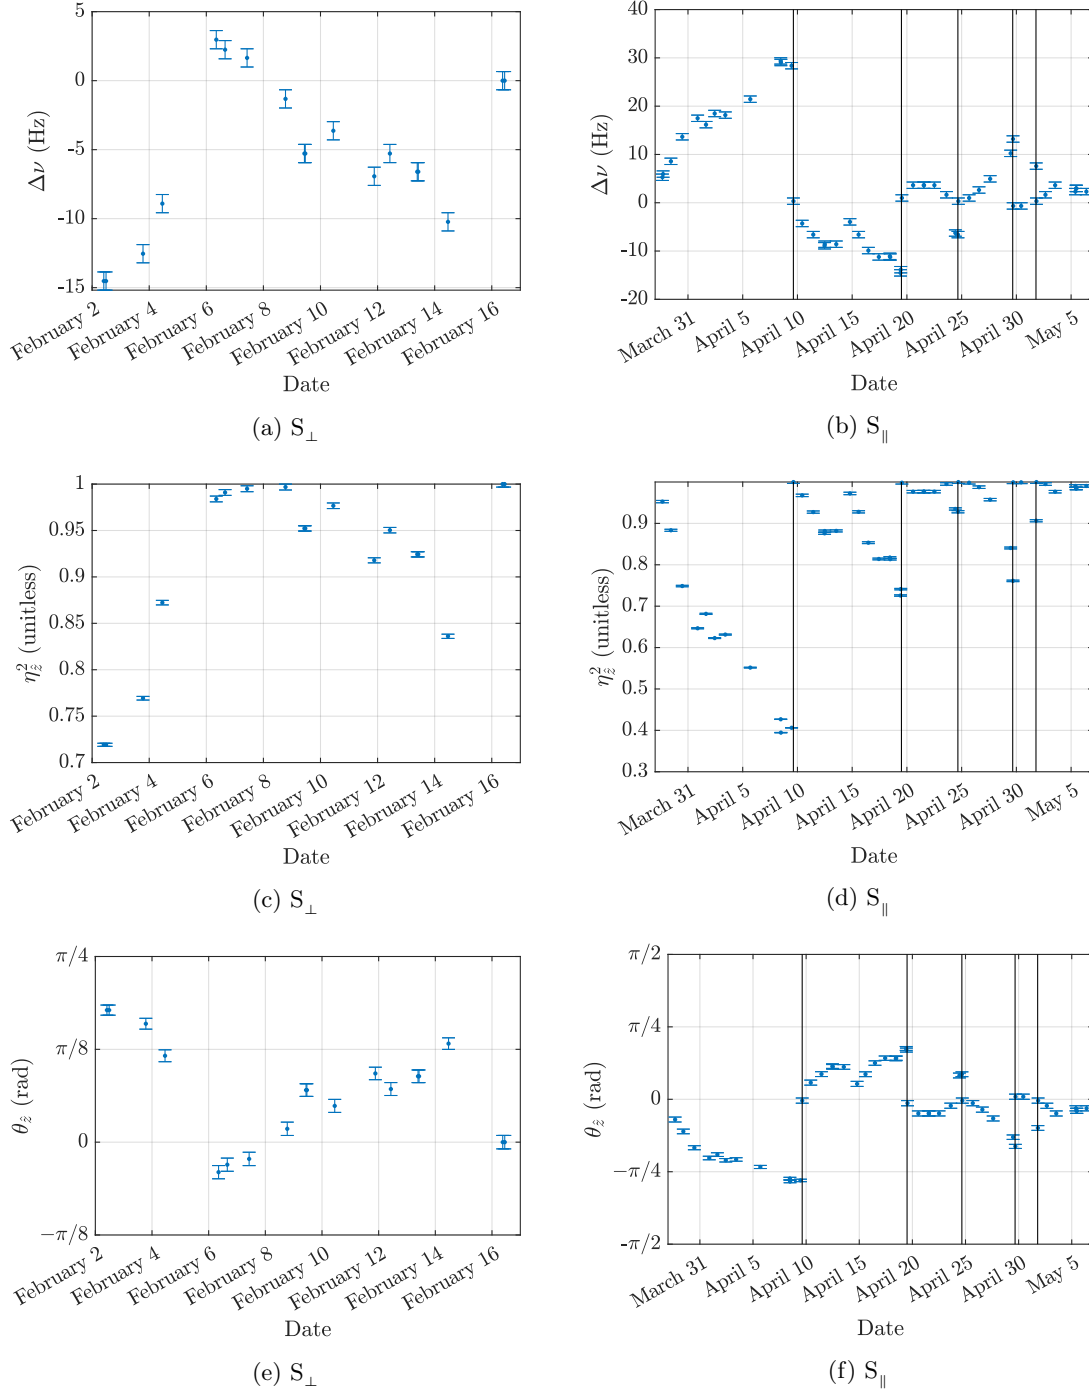 5
0
-5
-10
-15
Δν (Hz)
February 2
February 4
February 6
February 8
February 10
February 12
February 14
February 16
Date
(a) S⊥
40
30
20
10
0
-10
-20
Δν (Hz)
March 31
April 5
April 10
April 15
April 20
April 25
April 30
May 5
Date
(b) S∥
1
0.95
0.9
0.85
0.8
0.75
0.7
η²_ẑ (unitless)
February 2
February 4
February 6
February 8
February 10
February 12
February 14
February 16
Date
(c) S⊥
0.9
0.8
0.7
0.6
0.5
0.4
0.3
η²_ẑ (unitless)
March 31
April 5
April 10
April 15
April 20
April 25
April 30
May 5
Date
(d) S∥
π/4
π/8
0
−π/8
θ_ẑ (rad)
February 2
February 4
February 6
February 8
February 10
February 12
February 14
February 16
Date
(e) S⊥
π/2
π/4
0
−π/4
-π/2
θ_ẑ (rad)
March 31
April 5
April 10
April 15
April 20
April 25
April 30
May 5
Date
(f) S∥